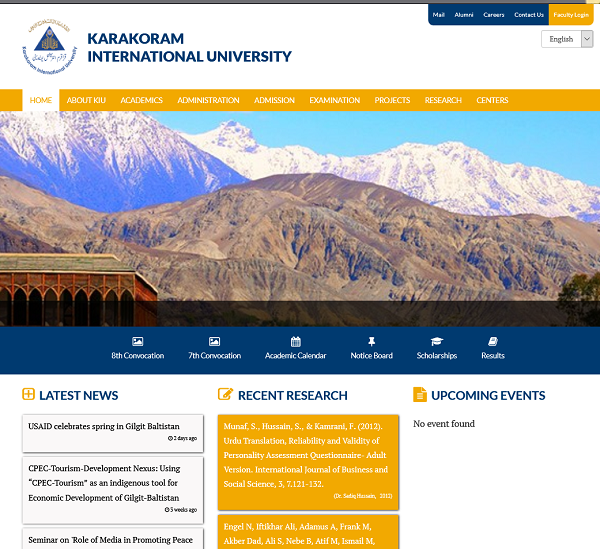 Mail Alumni Careers Contact Us Faculty Login
English
KARAKORAM
INTERNATIONAL UNIVERSITY
Karakoram International University
HOME ABOUT KIU ACADEMICS ADMINISTRATION ADMISSION EXAMINATION PROJECTS RESEARCH CENTERS
8th Convocation 7th Convocation Academic Calendar Notice Board Scholarships Results
LATEST NEWS
USAID celebrates spring in Gilgit Baltistan
2 days ago
CPEC-Tourism-Development Nexus: Using
“CPEC-Tourism” as an indigenous tool for
Economic Development of Gilgit-Baltistan
3 weeks ago
Seminar on 'Role of Media in Promoting Peace
RECENT RESEARCH
Munaf, S., Hussain, S., & Kamrani, F. (2012).
Urdu Translation, Reliability and Validity of
Personality Assessment Questionnaire- Adult
Version. International Journal of Business and
Social Science, 3, 7.121-132.
(Dr. Sadiq Hussain, 2012)
Engel N, Iftikhar Ali, Adamus A, Frank M,
Akber Dad, Ali S, Nebe B, Atif M, Ismail M,
UPCOMING EVENTS
No event found